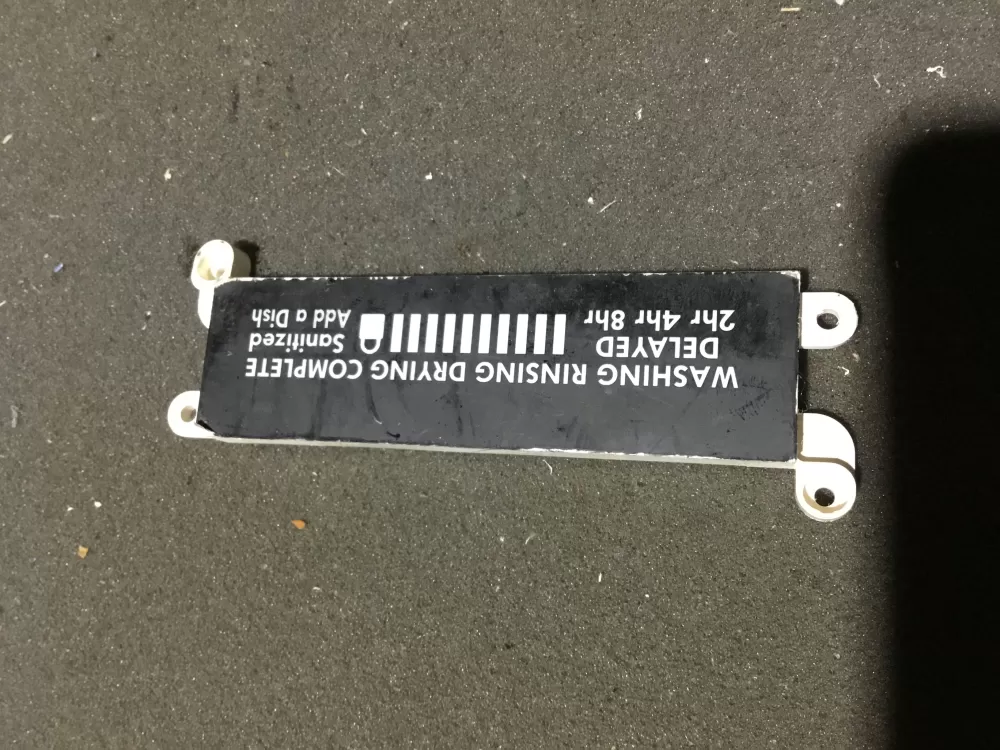 WASHING RINSING DRYING COMPLETE
DELAYED Sanitized
2hr 4hr 8hr Add a Dish